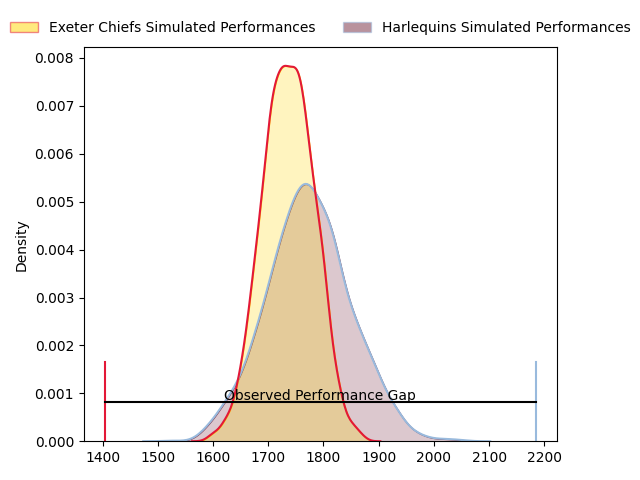 Exeter Chiefs Simulated Performances
Harlequins Simulated Performances
0.008
0.007
0.006
0.005
0.004
0.003
0.002
0.001
0.000
Density
Observed Performance Gap
1400 1500 1600 1700 1800 1900 2000 2100 2200